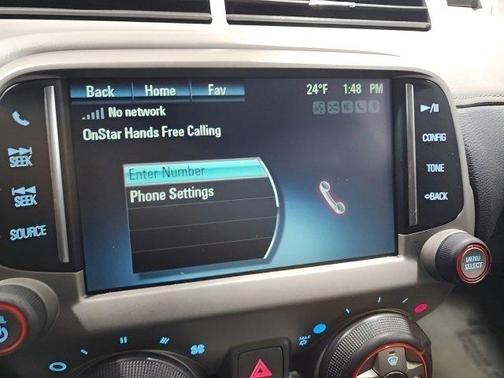 Back Home Fav 24°F 1:48 PM
No network
OnStar Hands Free Calling
Enter Number
Phone Settings
SEEK
SEEK
SOURCE
CONFIG
TONE
BACK
MENU
SELECT